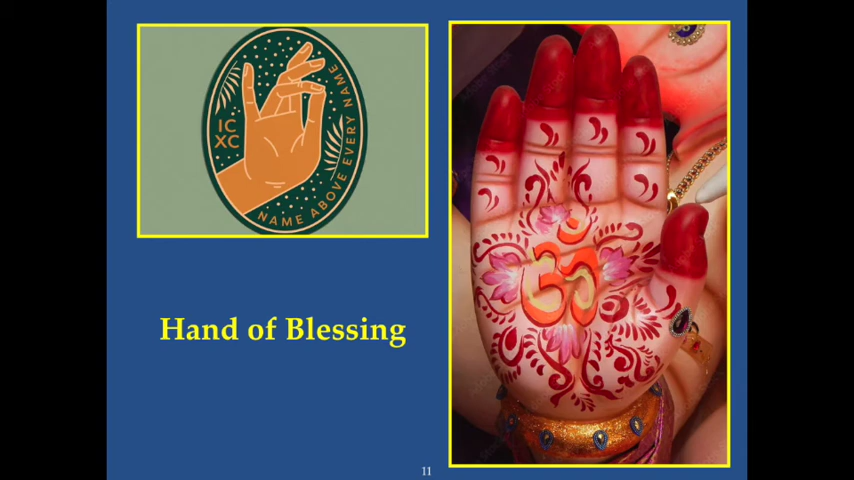 IC
XC
NAME ABOVE EVERY NAME
Hand of Blessing
ॐ
11